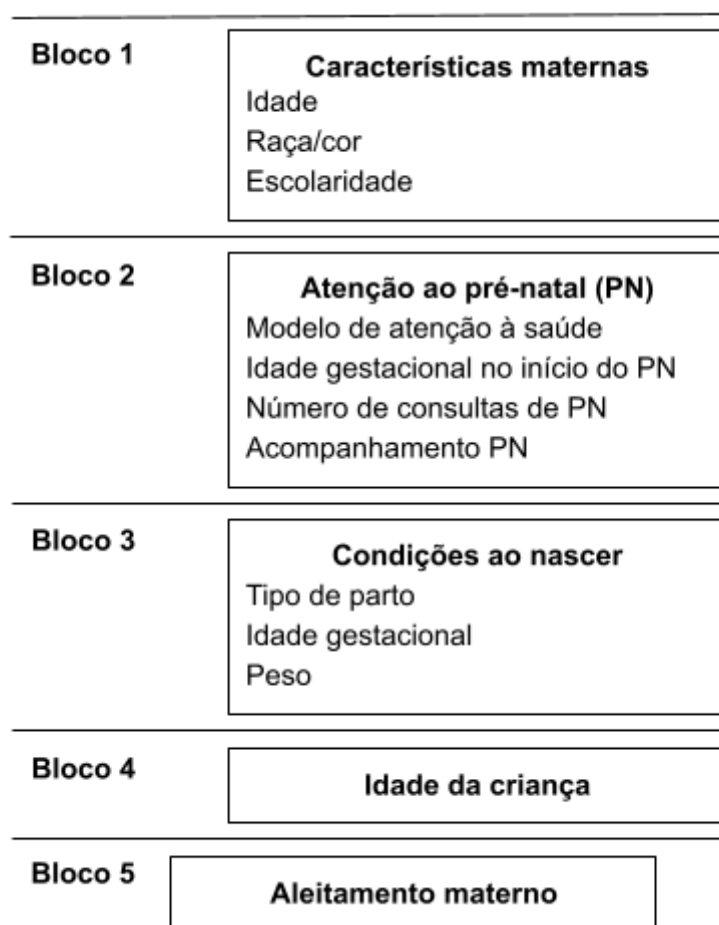 Bloco 1
Características maternas
Idade
Raça/cor
Escolaridade
Bloco 2
Atenção ao pré-natal (PN)
Modelo de atenção à saúde
Idade gestacional no início do PN
Número de consultas de PN
Acompanhamento PN
Bloco 3
Condições ao nascer
Tipo de parto
Idade gestacional
Peso
Bloco 4
Idade da criança
Bloco 5
Aleitamento materno